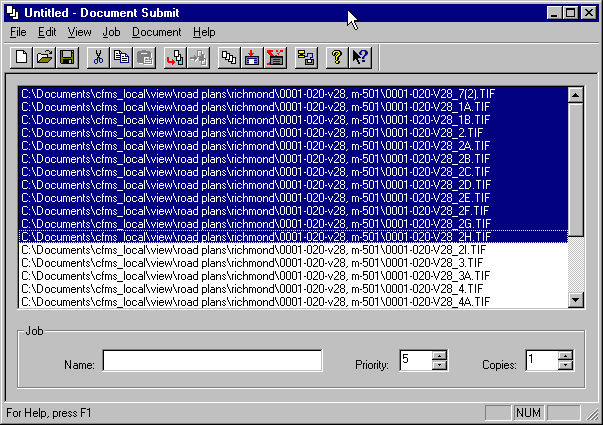 Untitled - Document Submit
File Edit View Job Document Help
C:\Documents\cfms_local\view\road plans\richmond\0001-020-v28, m-501\0001-020-V28_7(2).TIF
C:\Documents\cfms_local\view\road plans\richmond\0001-020-v28, m-501\0001-020-V28_1A.TIF
C:\Documents\cfms_local\view\road plans\richmond\0001-020-v28, m-501\0001-020-V28_1B.TIF
C:\Documents\cfms_local\view\road plans\richmond\0001-020-v28, m-501\0001-020-V28_2.TIF
C:\Documents\cfms_local\view\road plans\richmond\0001-020-v28, m-501\0001-020-V28_2A.TIF
C:\Documents\cfms_local\view\road plans\richmond\0001-020-v28, m-501\0001-020-V28_2B.TIF
C:\Documents\cfms_local\view\road plans\richmond\0001-020-v28, m-501\0001-020-V28_2C.TIF
C:\Documents\cfms_local\view\road plans\richmond\0001-020-v28, m-501\0001-020-V28_2D.TIF
C:\Documents\cfms_local\view\road plans\richmond\0001-020-v28, m-501\0001-020-V28_2E.TIF
C:\Documents\cfms_local\view\road plans\richmond\0001-020-v28, m-501\0001-020-V28_2F.TIF
C:\Documents\cfms_local\view\road plans\richmond\0001-020-v28, m-501\0001-020-V28_2G.TIF
C:\Documents\cfms_local\view\road plans\richmond\0001-020-v28, m-501\0001-020-V28_2H.TIF
C:\Documents\cfms_local\view\road plans\richmond\0001-020-v28, m-501\0001-020-V28_2I.TIF
C:\Documents\cfms_local\view\road plans\richmond\0001-020-v28, m-501\0001-020-V28_3.TIF
C:\Documents\cfms_local\view\road plans\richmond\0001-020-v28, m-501\0001-020-V28_3A.TIF
C:\Documents\cfms_local\view\road plans\richmond\0001-020-v28, m-501\0001-020-V28_4.TIF
C:\Documents\cfms_local\view\road plans\richmond\0001-020-v28, m-501\0001-020-V28_4A.TIF
Job
Name: Priority: 5 Copies: 1
For Help, press F1 NUM